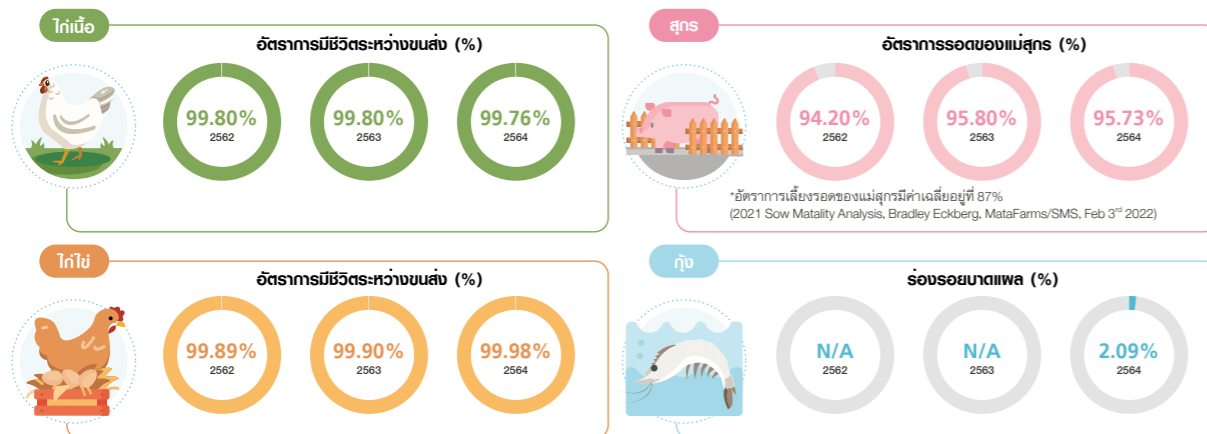 ไก่เนื้อ
อัตราการมีชีวิตระหว่างขนส่ง (%)
99.80%
2562
99.80%
2563
99.76%
2564
สุกร
อัตราการรอดของแม่สุกร (%)
94.20%
2562
95.80%
2563
95.73%
2564
*อัตราการเลี้ยงรอดของแม่สุกรมีค่าเฉลี่ยอยู่ที่ 87%
(2021 Sow Matality Analysis, Bradley Eckberg, MataFarms/SMS, Feb 3rd 2022)
ไก่ไข่
อัตราการมีชีวิตระหว่างขนส่ง (%)
99.89%
2562
99.90%
2563
99.98%
2564
กุ้ง
ร่องรอยบาดแผล (%)
N/A
2562
N/A
2563
2.09%
2564